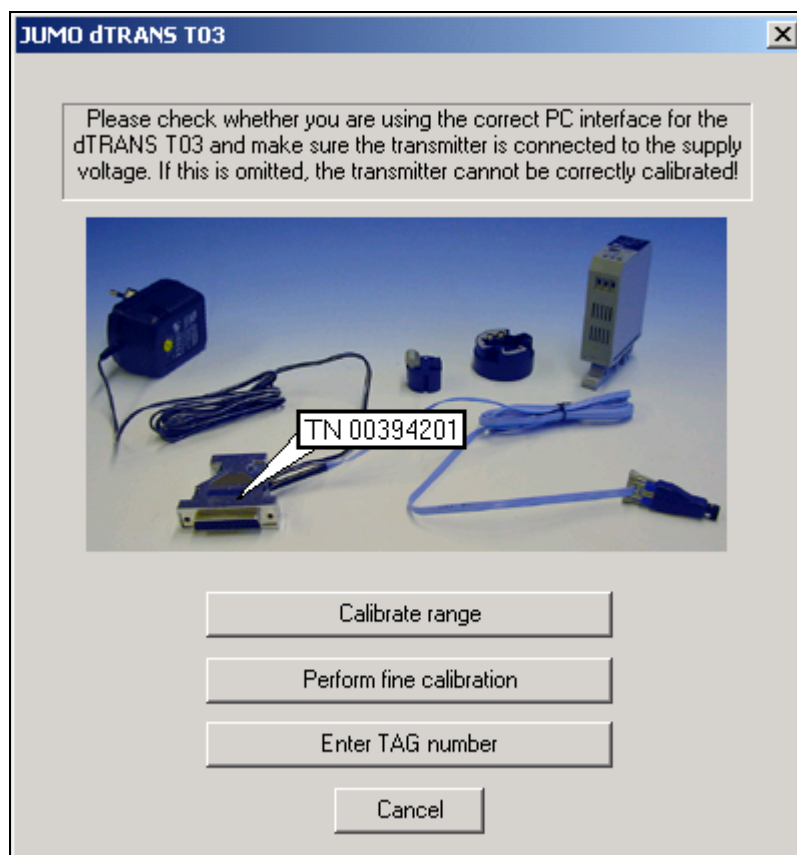 JUMO dTRANS T03
Please check whether you are using the correct PC interface for the
dTRANS T03 and make sure the transmitter is connected to the supply
voltage. If this is omitted, the transmitter cannot be correctly calibrated!
TN 00394201
Calibrate range
Perform fine calibration
Enter TAG number
Cancel